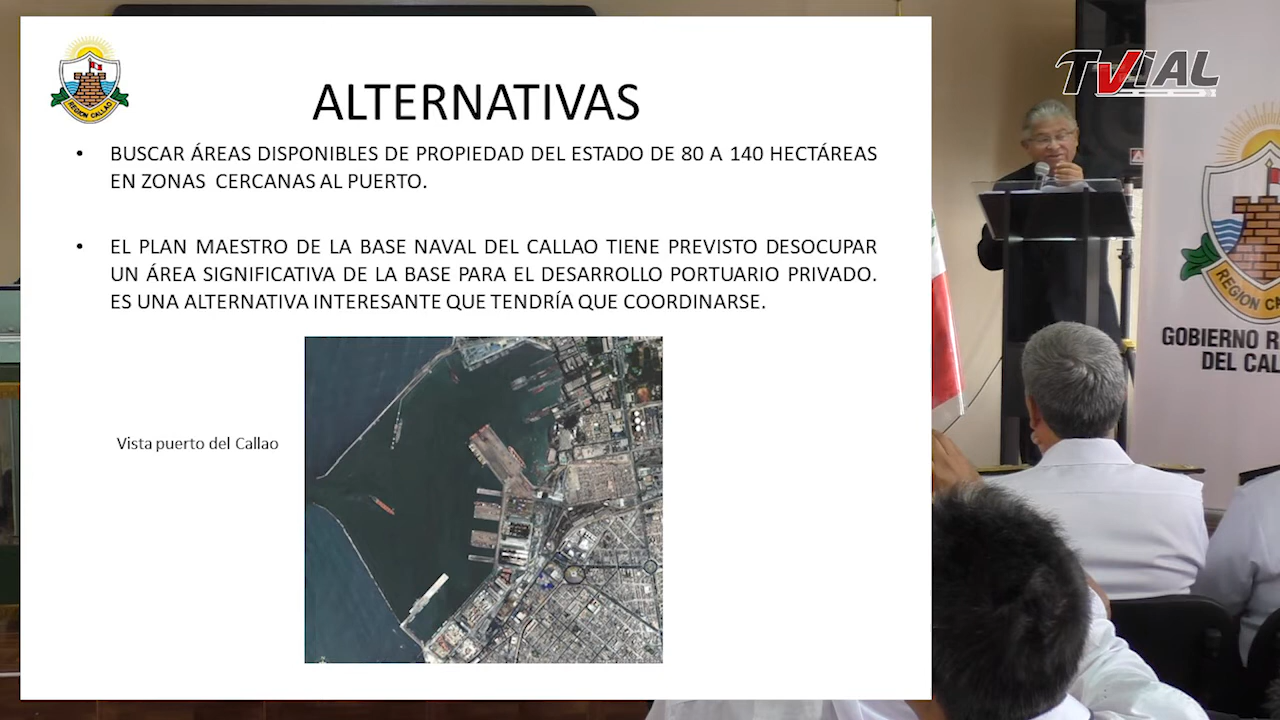 TVIAL
REGION CALLAO
ALTERNATIVAS
• BUSCAR ÁREAS DISPONIBLES DE PROPIEDAD DEL ESTADO DE 80 A 140 HECTÁREAS
EN ZONAS CERCANAS AL PUERTO.
• EL PLAN MAESTRO DE LA BASE NAVAL DEL CALLAO TIENE PREVISTO DESOCUPAR
UN ÁREA SIGNIFICATIVA DE LA BASE PARA EL DESARROLLO PORTUARIO PRIVADO.
ES UNA ALTERNATIVA INTERESANTE QUE TENDRÍA QUE COORDINARSE.
Vista puerto del Callao
REGION C
GOBIERNO R
DEL CAL